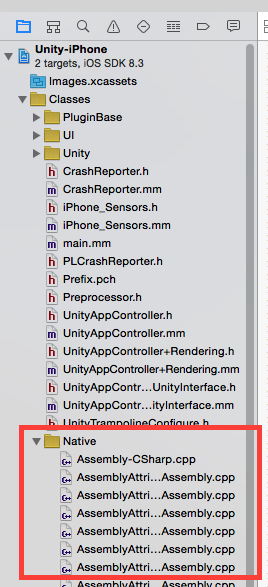 Unity-iPhone
2 targets, iOS SDK 8.3
Images.xcassets
Classes
PluginBase
UI
Unity
CrashReporter.h
CrashReporter.mm
iPhone_Sensors.h
iPhone_Sensors.mm
main.mm
PLCrashReporter.h
Prefix.pch
Preprocessor.h
UnityAppController.h
UnityAppController.mm
UnityAppController+Rendering.h
UnityAppController+Rendering.mm
UnityAppCont...UnityInterface.h
UnityAppCont...ityInterface.mm
UnityTrampolineConfigure.h
Native
Assembly-CSharp.cpp
AssemblyAttri...Assembly.cpp
AssemblyAttri...Assembly.cpp
AssemblyAttri...Assembly.cpp
AssemblyAttri...Assembly.cpp
AssemblyAttri...Assembly.cpp
AssemblyAttri...Assembly.cpp
AssemblyAttri...Assembly.cpp